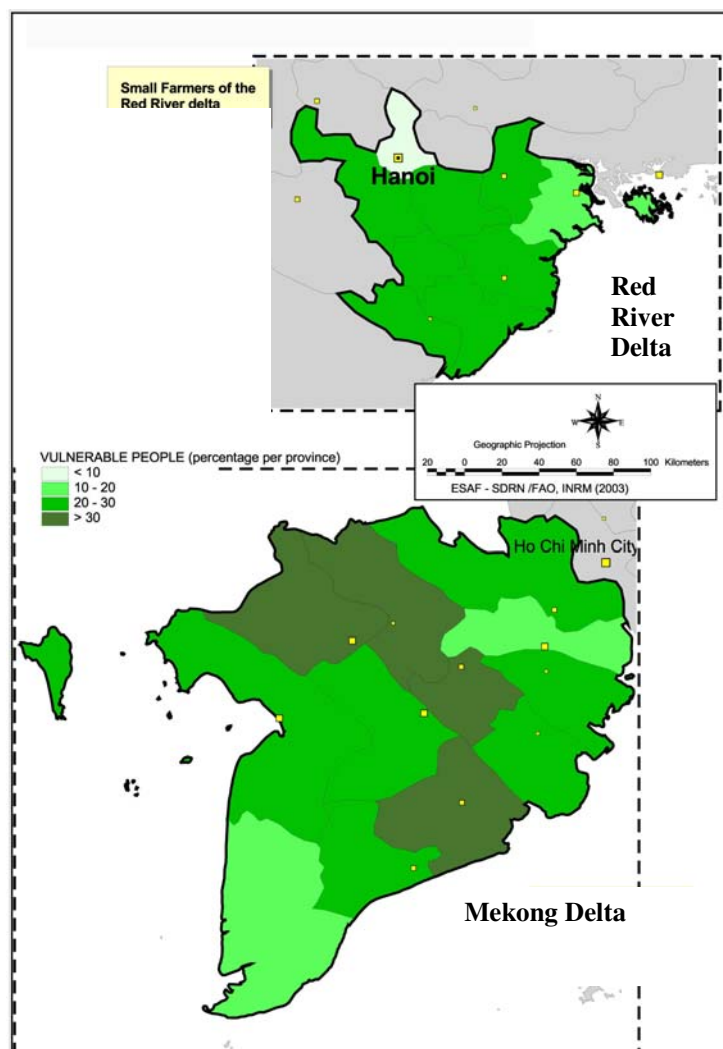 Small Farmers of the
Red River delta
Hanoi
Red
River
Delta
N
W E
S
Geographic Projection
20 0 20 40 60 80 100 Kilometers
ESAF - SDRN /FAO, INRM (2003)
VULNERABLE PEOPLE (percentage per province)
< 10
10 - 20
20 - 30
> 30
Ho Chi Minh City
Mekong Delta